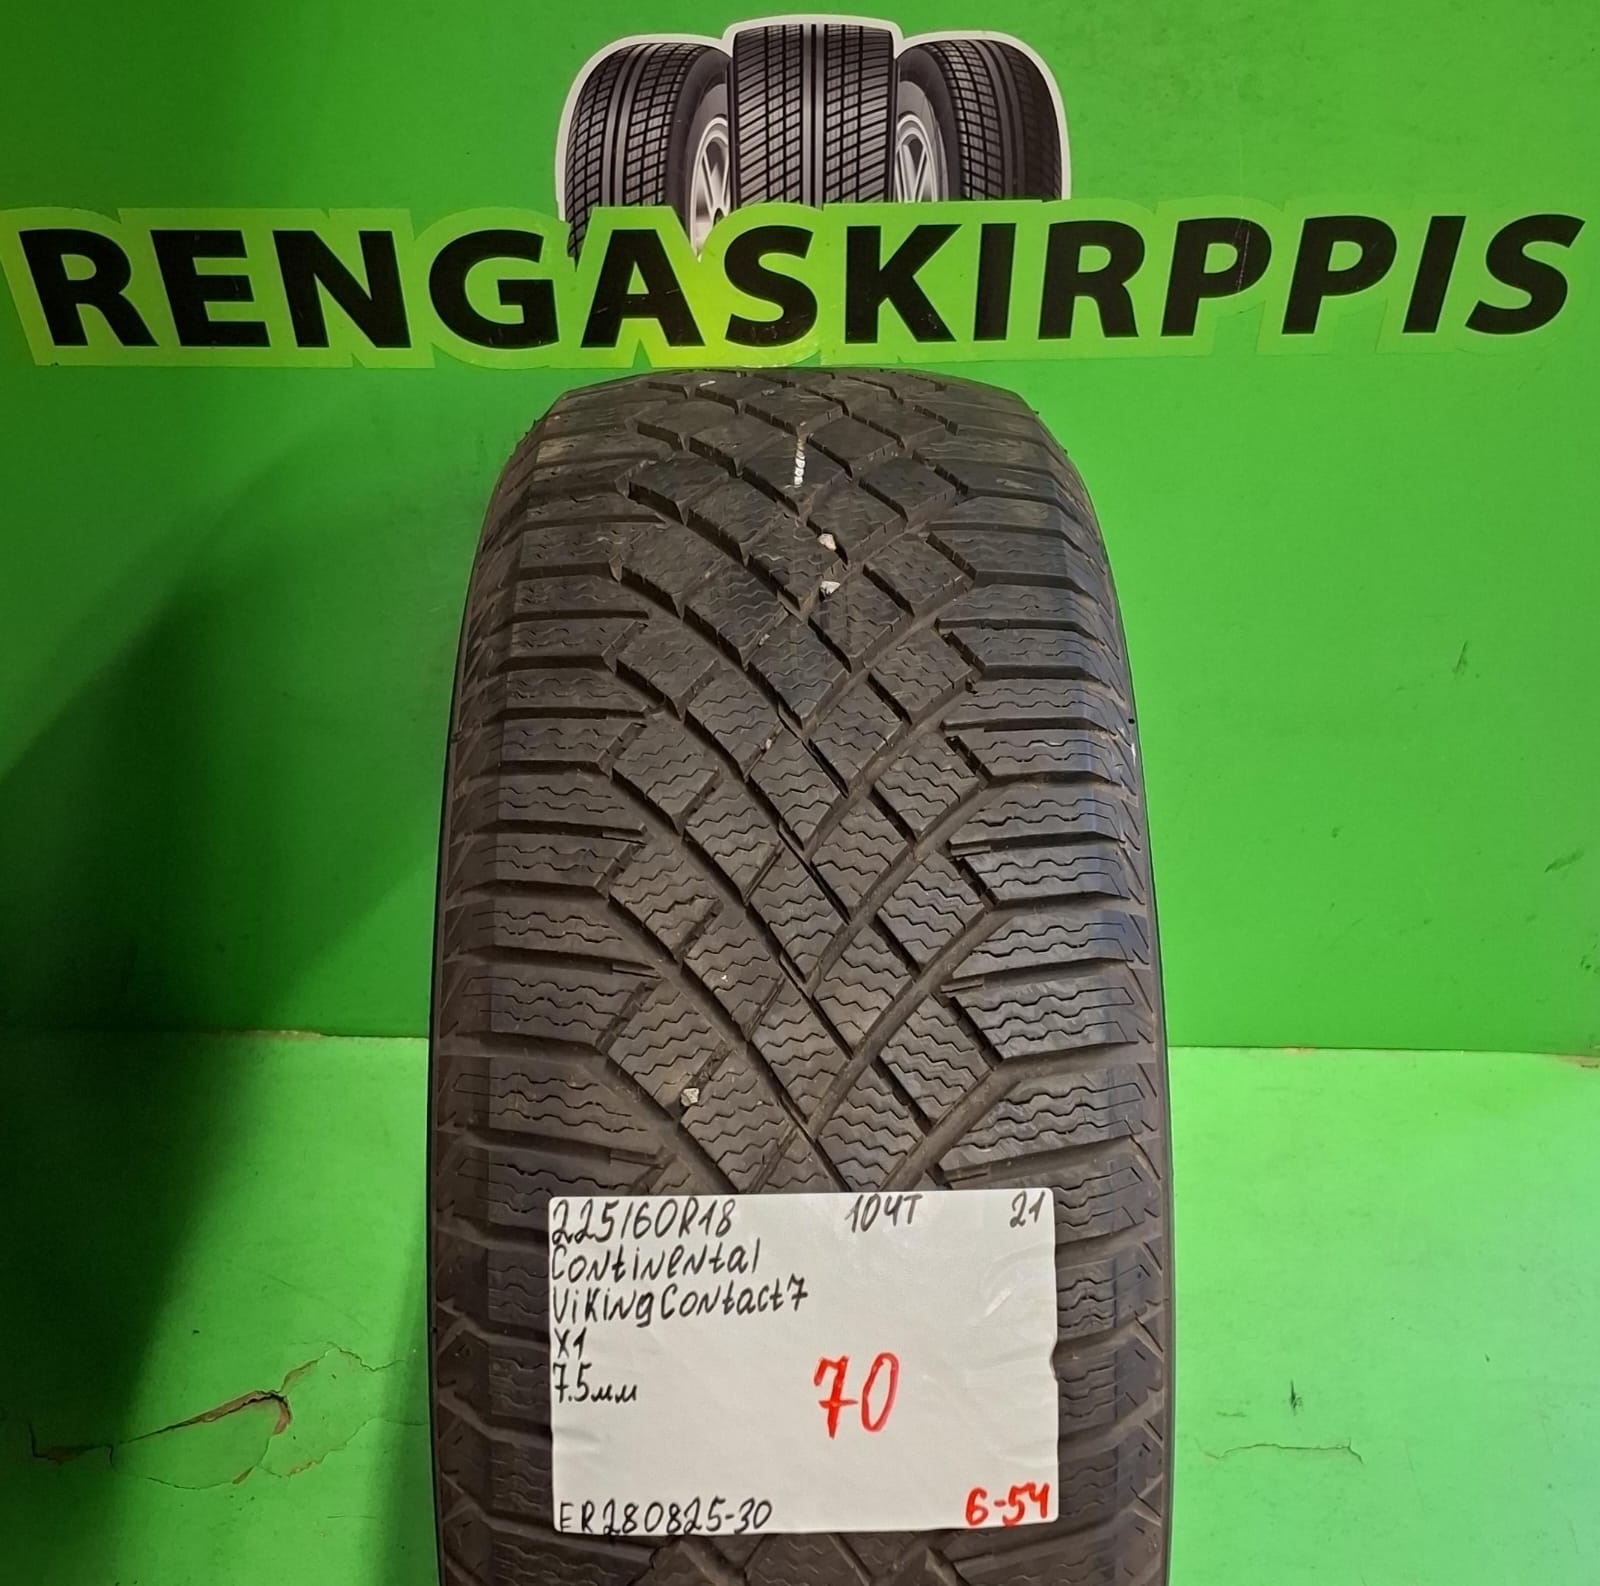 RENGASKIRPPIS
225/60R18 104T 21
Continental
VikingContact7
X1
7.5мм
70
ER280825-30 6-54